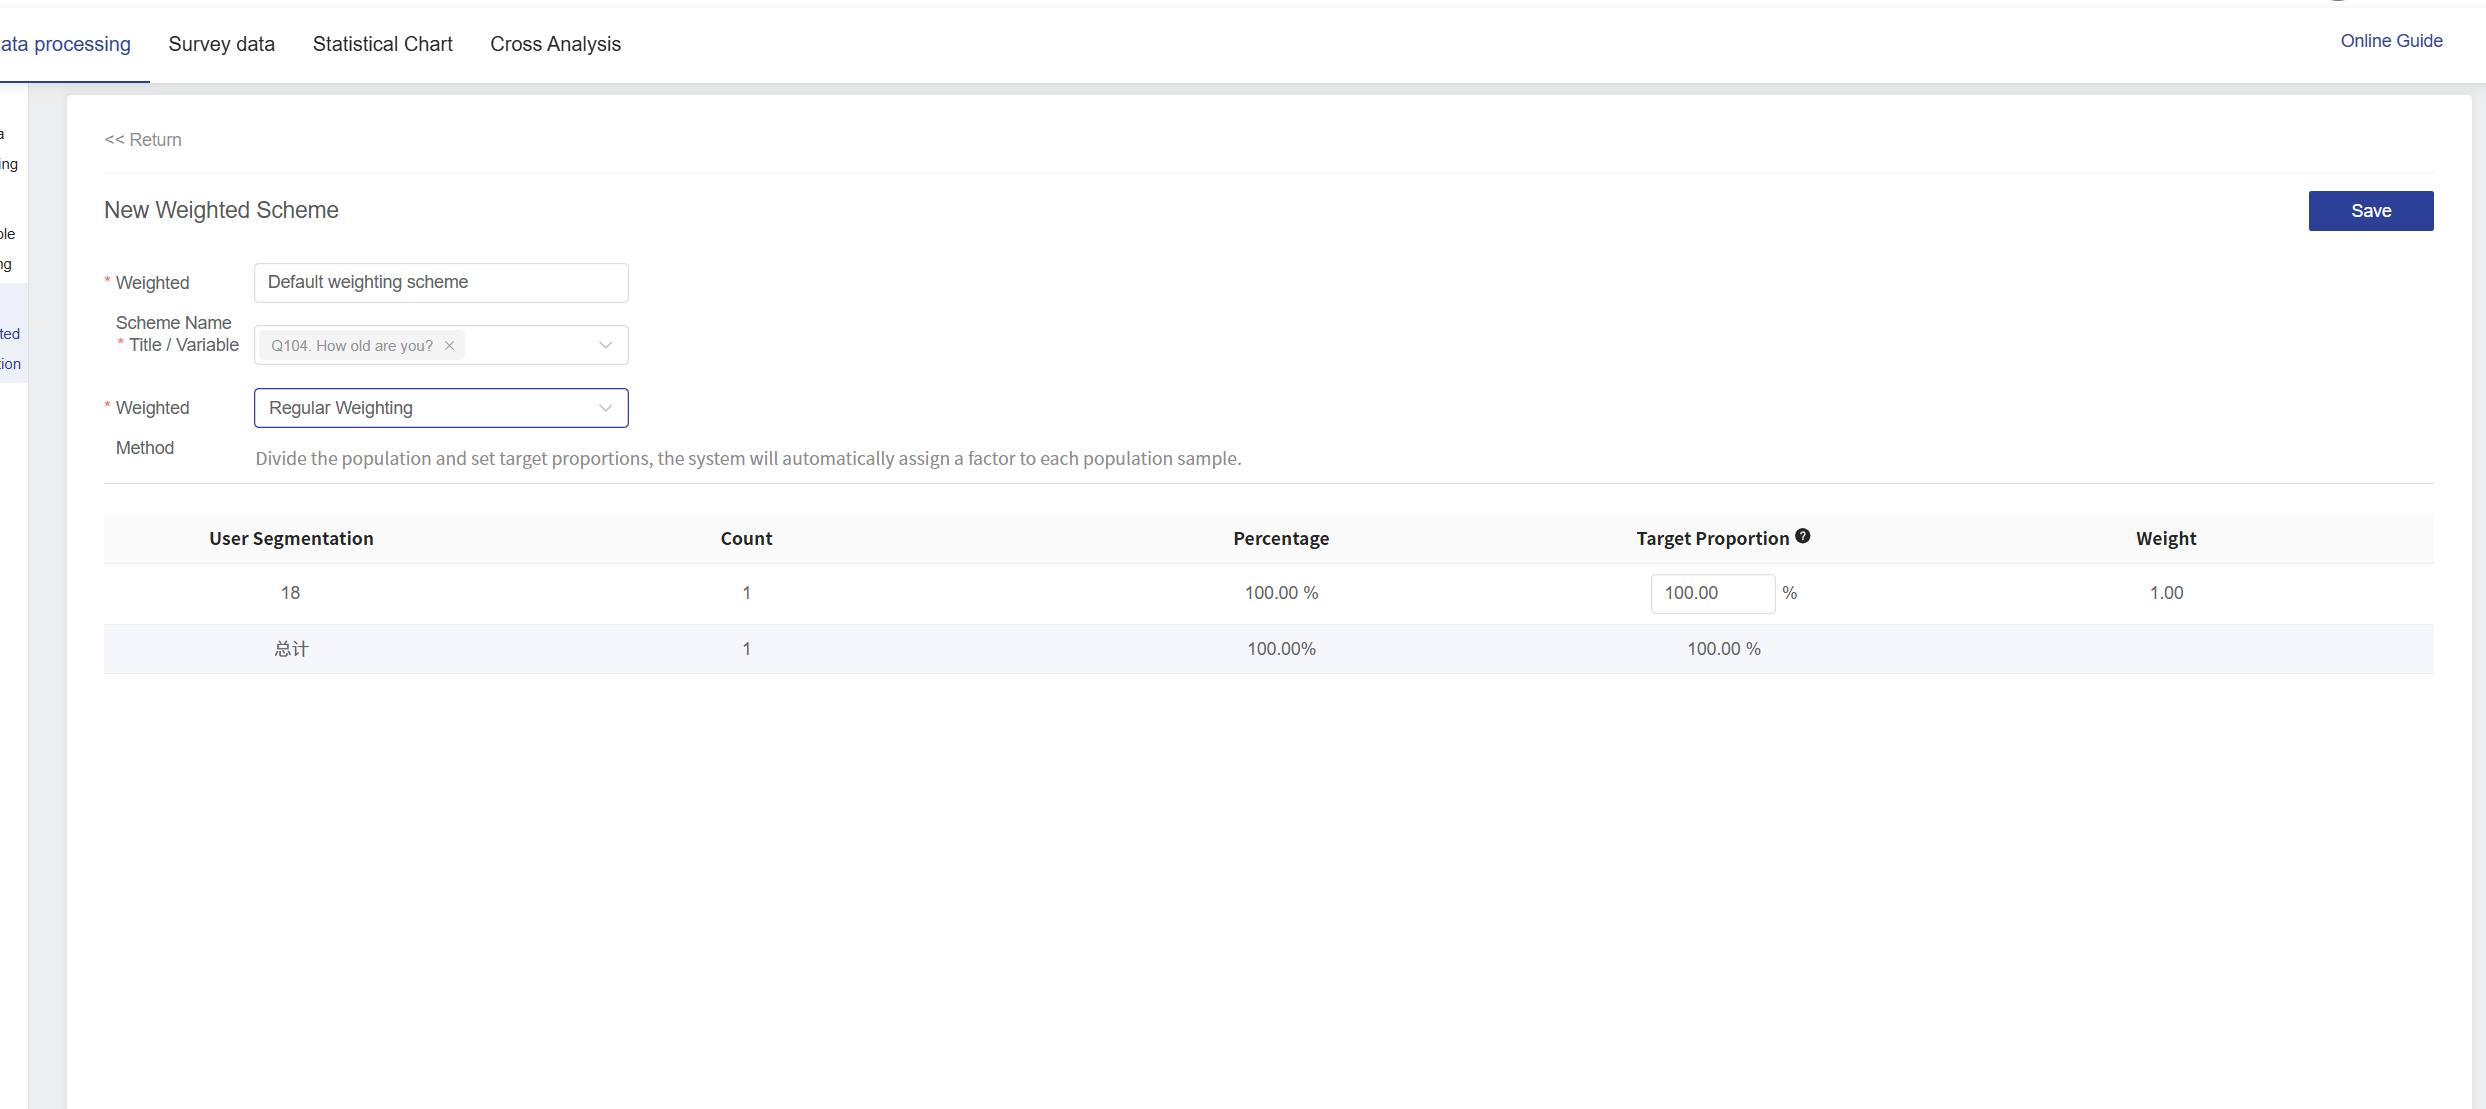 ata processing Survey data Statistical Chart Cross Analysis Online Guide
a
ing
ole
ng
ted
ion
<< Return
New Weighted Scheme Save
* Weighted Default weighting scheme
Scheme Name
* Title / Variable Q104. How old are you? ×
* Weighted Regular Weighting
Method
Divide the population and set target proportions, the system will automatically assign a factor to each population sample.
User Segmentation Count Percentage Target Proportion ? Weight
18 1 100.00 % 100.00 % 1.00
总计 1 100.00% 100.00 %